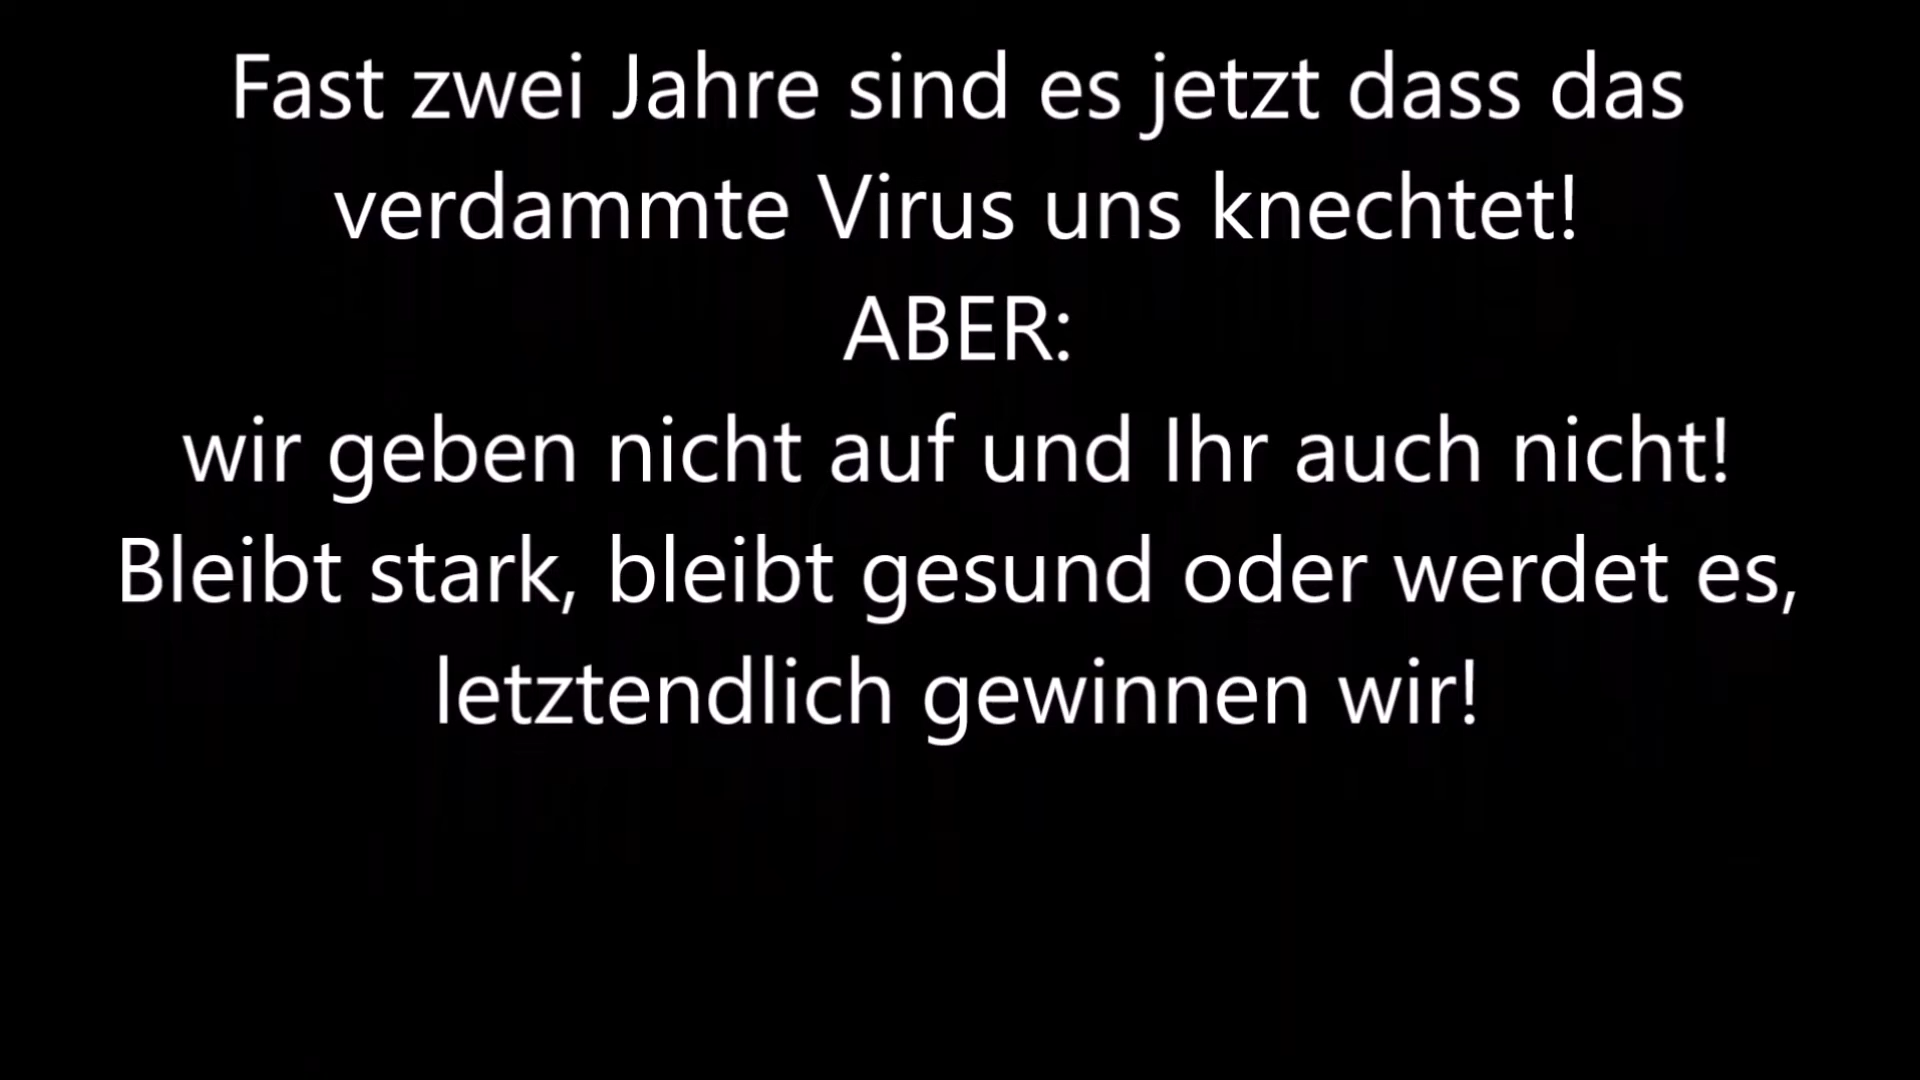 Fast zwei Jahre sind es jetzt dass das
verdammte Virus uns knechtet!
ABER:
wir geben nicht auf und Ihr auch nicht!
Bleibt stark, bleibt gesund oder werdet es,
letztendlich gewinnen wir!